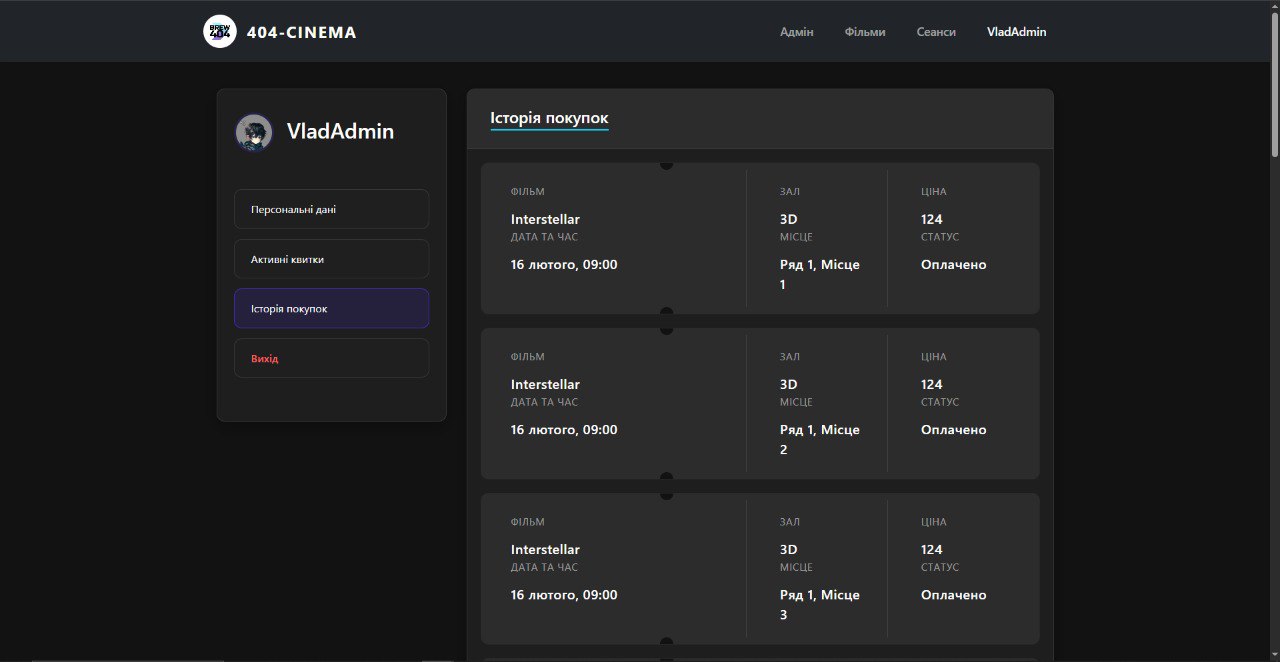 BREW 404
404-CINEMA
Адмін
Фільми
Сеанси
VladAdmin
VladAdmin
Персональні дані
Активні квитки
Історія покупок
Вихід
Історія покупок
ФІЛЬМ
Interstellar
ДАТА ТА ЧАС
16 лютого, 09:00
ЗАЛ
3D
МІСЦЕ
Ряд 1, Місце
1
ЦІНА
124
СТАТУС
Оплачено
ФІЛЬМ
Interstellar
ДАТА ТА ЧАС
16 лютого, 09:00
ЗАЛ
3D
МІСЦЕ
Ряд 1, Місце
2
ЦІНА
124
СТАТУС
Оплачено
ФІЛЬМ
Interstellar
ДАТА ТА ЧАС
16 лютого, 09:00
ЗАЛ
3D
МІСЦЕ
Ряд 1, Місце
3
ЦІНА
124
СТАТУС
Оплачено